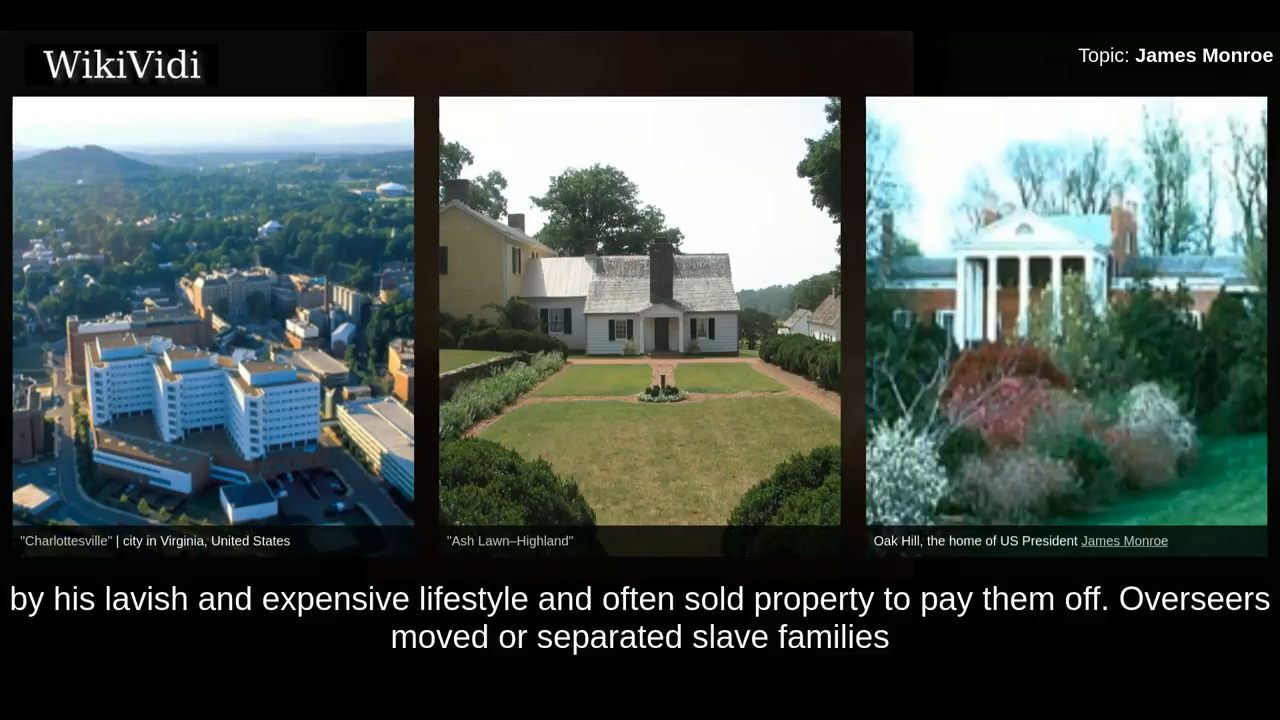 WikiVidi
Topic: James Monroe
"Charlottesville" | city in Virginia, United States
"Ash Lawn–Highland"
Oak Hill, the home of US President James Monroe
by his lavish and expensive lifestyle and often sold property to pay them off. Overseers
moved or separated slave families